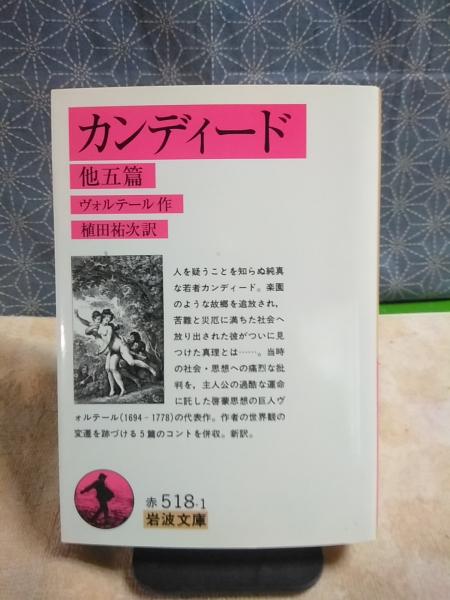 カンディード
他五篇
ヴォルテール作
植田祐次訳
人を疑うことを知らぬ純真
な若者カンディード。楽園
のような故郷を追放され，
苦難と災厄に満ちた社会へ
放り出された彼がついに見
つけた真理とは……。当時
の社会・思想への痛烈な批
判を，主人公の過酷な運命
に託した啓蒙思想の巨人ヴ
ォルテール(1694-1778)の代表作。作者の世界観の
変遷を跡づける5篇のコントを併収。新訳。
赤518-1
岩波文庫